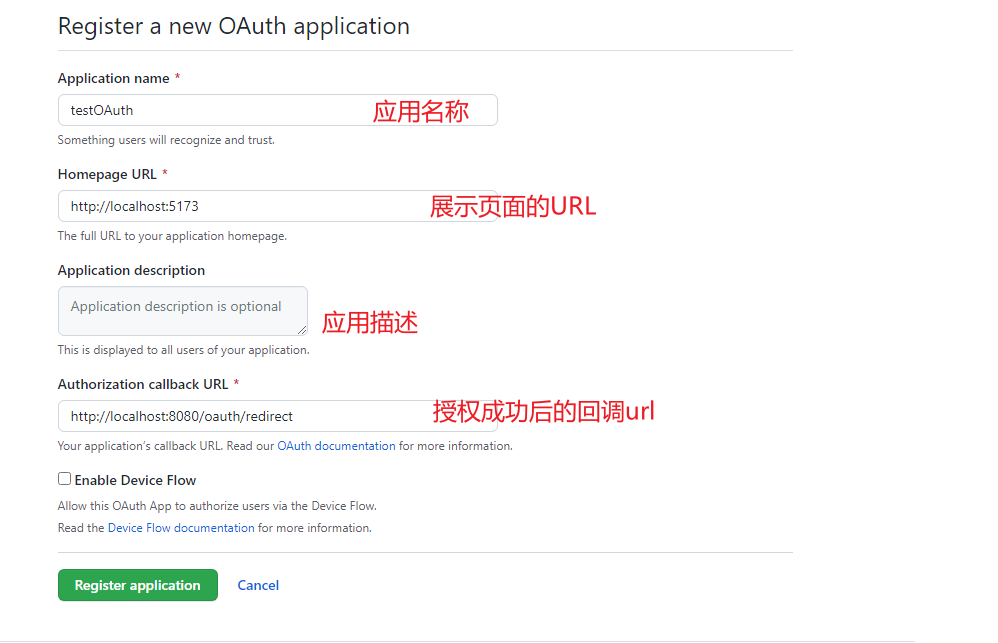 Register a new OAuth application
Application name *
testOAuth 应用名称
Something users will recognize and trust.
Homepage URL *
http://localhost:5173 展示页面的URL
The full URL to your application homepage.
Application description
Application description is optional
应用描述
This is displayed to all users of your application.
Authorization callback URL *
http://localhost:8080/oauth/redirect 授权成功后的回调url
Your application’s callback URL. Read our OAuth documentation for more information.
Enable Device Flow
Allow this OAuth App to authorize users via the Device Flow.
Read the Device Flow documentation for more information.
Register application Cancel